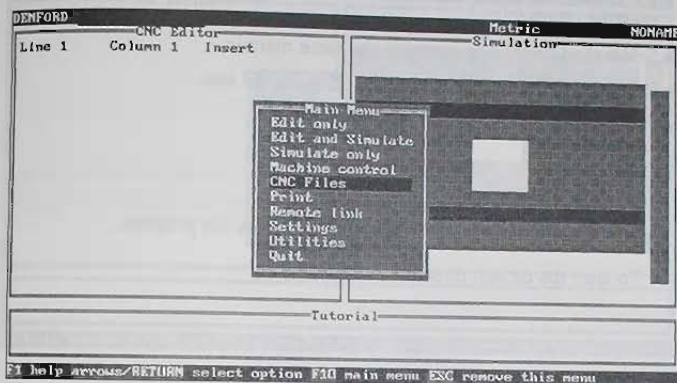 DENFORD Metric NONAME
CNC Editor
Line 1 Column 1 Insert
Simulation
Main Menu
Edit only
Edit and Simulate
Simulate only
Machine control
CNC Files
Print
Remote link
Settings
Utilities
Quit
Tutorial
F1 help arrows/RETURN select option F10 main menu ESC remove this menu